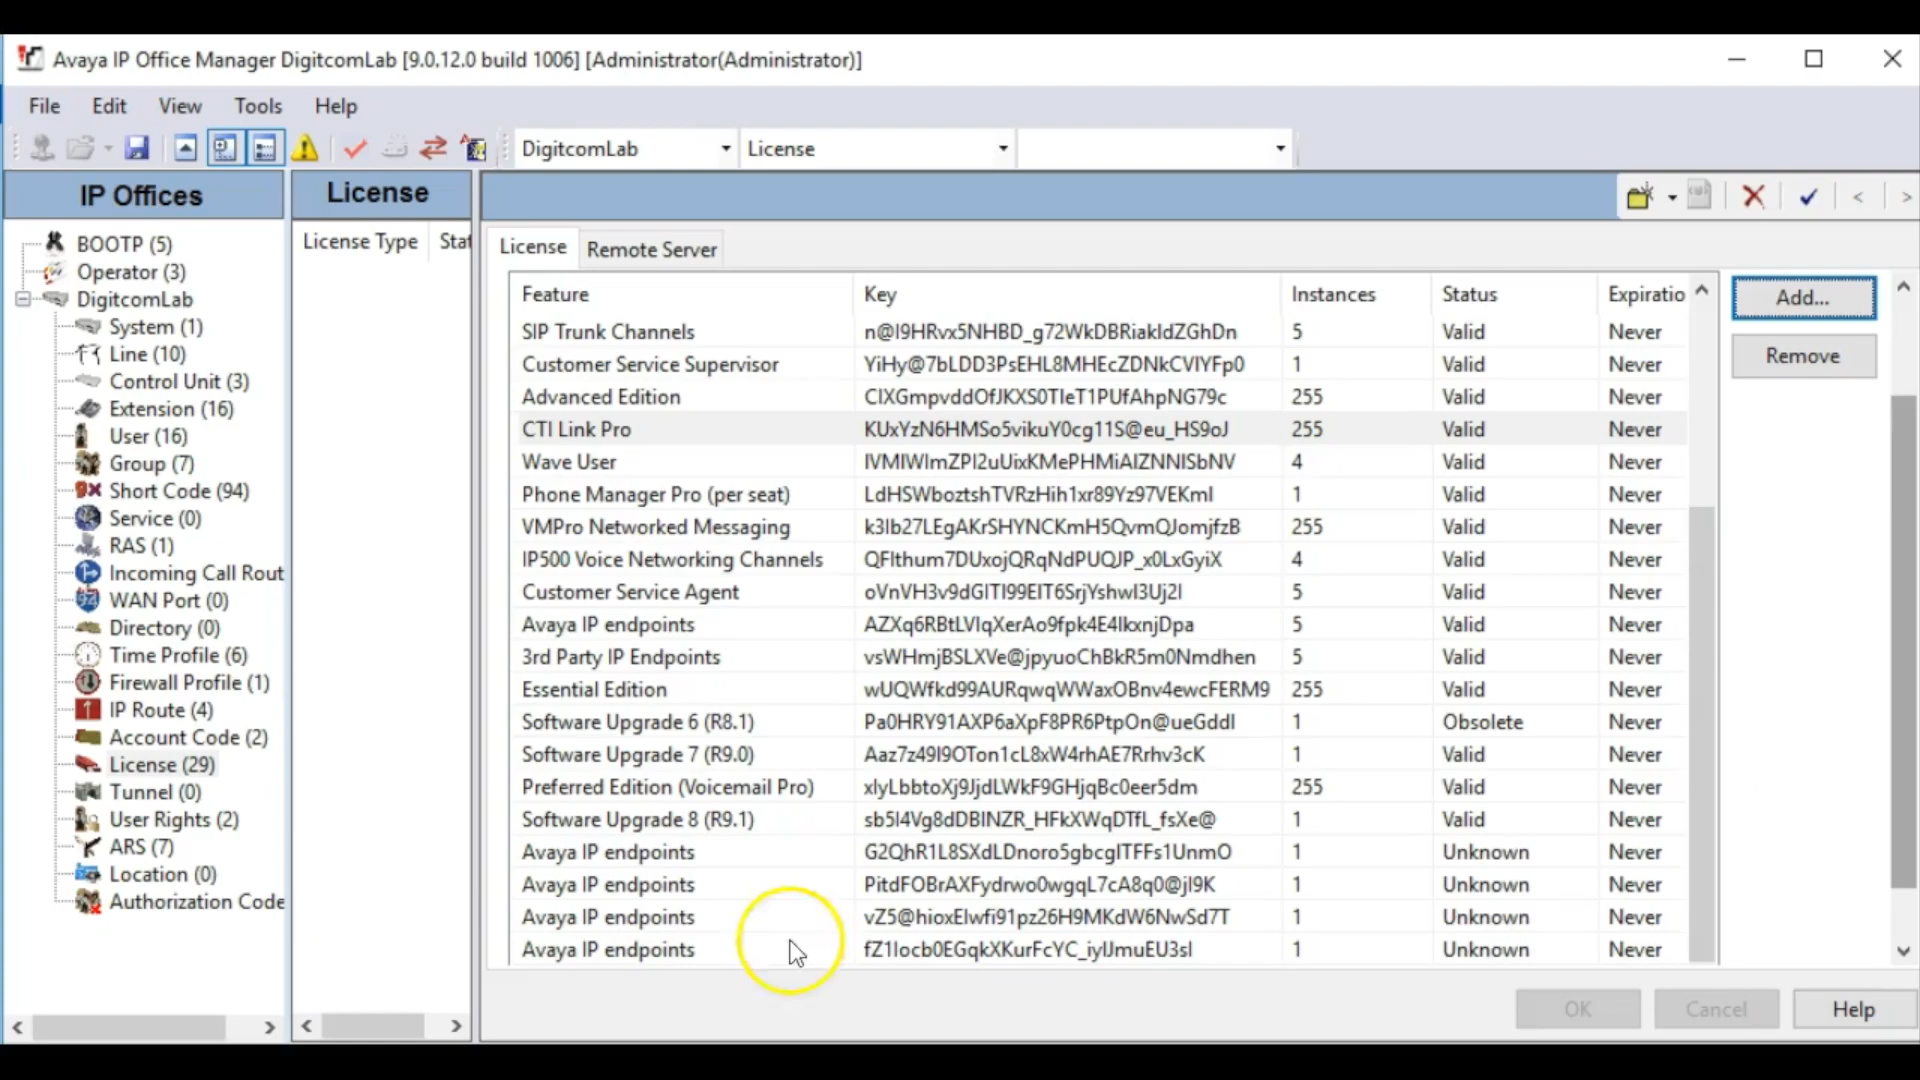 Avaya IP Office Manager DigitcomLab [9.0.12.0 build 1006] [Administrator(Administrator)]
File Edit View Tools Help
DigitcomLab License
IP Offices
BOOTP (5)
Operator (3)
DigitcomLab
System (1)
Line (10)
Control Unit (3)
Extension (16)
User (16)
Group (7)
Short Code (94)
Service (0)
RAS (1)
Incoming Call Rout
WAN Port (0)
Directory (0)
Time Profile (6)
Firewall Profile (1)
IP Route (4)
Account Code (2)
License (29)
Tunnel (0)
User Rights (2)
ARS (7)
Location (0)
Authorization Code
License
License Type Stat
License Remote Server
Feature Key Instances Status Expiratio
SIP Trunk Channels n@I9HRvx5NHBD_g72WkDBRiakIdZGhDn 5 Valid Never
Customer Service Supervisor YiHy@7bLDD3PsEHL8MHEcZDNkCVIYFp0 1 Valid Never
Advanced Edition CIXGmpvddOfJKXS0TIeT1PUfAhpNG79c 255 Valid Never
CTI Link Pro KUxYzN6HMSo5vikuY0cg11S@eu_HS9oJ 255 Valid Never
Wave User IVMIWImZPI2uUixKMePHMiAIZNNISbNV 4 Valid Never
Phone Manager Pro (per seat) LdHSWboztshTVRzHih1xr89Yz97VEKmI 1 Valid Never
VMPro Networked Messaging k3Ib27LEgAKrSHYNCKmH5QvmQJomjfzB 255 Valid Never
IP500 Voice Networking Channels QFIthum7DUxojQRqNdPUQJP_x0LxGyiX 4 Valid Never
Customer Service Agent oVnVH3v9dGITI99EIT6SrjYshwI3Uj2I 5 Valid Never
Avaya IP endpoints AZXq6RBtLVIqXerAo9fpk4E4IkxnjDpa 5 Valid Never
3rd Party IP Endpoints vsWHmjBSLXVe@jpyuoChBkR5m0Nmdhen 5 Valid Never
Essential Edition wUQWfkd99AURqwqWWaxOBnv4ewcFERM9 255 Valid Never
Software Upgrade 6 (R8.1) Pa0HRY91AXP6aXpF8PR6PtpOn@ueGddI 1 Obsolete Never
Software Upgrade 7 (R9.0) Aaz7z49I9OTon1cL8xW4rhAE7Rrhv3cK 1 Valid Never
Preferred Edition (Voicemail Pro) xIyLbbtoXj9JjdLWkF9GHjqBc0eer5dm 255 Valid Never
Software Upgrade 8 (R9.1) sb5I4Vg8dDBINZR_HFkXWqDTfL_fsXe@ 1 Valid Never
Avaya IP endpoints G2QhR1L8SXdLDnoro5gbcgITFFs1UnmO 1 Unknown Never
Avaya IP endpoints PitdFOBrAXFydrwo0wgqL7cA8q0@jI9K 1 Unknown Never
Avaya IP endpoints vZ5@hioxEIwfi91pz26H9MKdW6NwSd7T 1 Unknown Never
Avaya IP endpoints fZ1Iocb0EGqkXKurFcYC_iyIJmuEU3sI 1 Unknown Never
Add...
Remove
OK Cancel Help